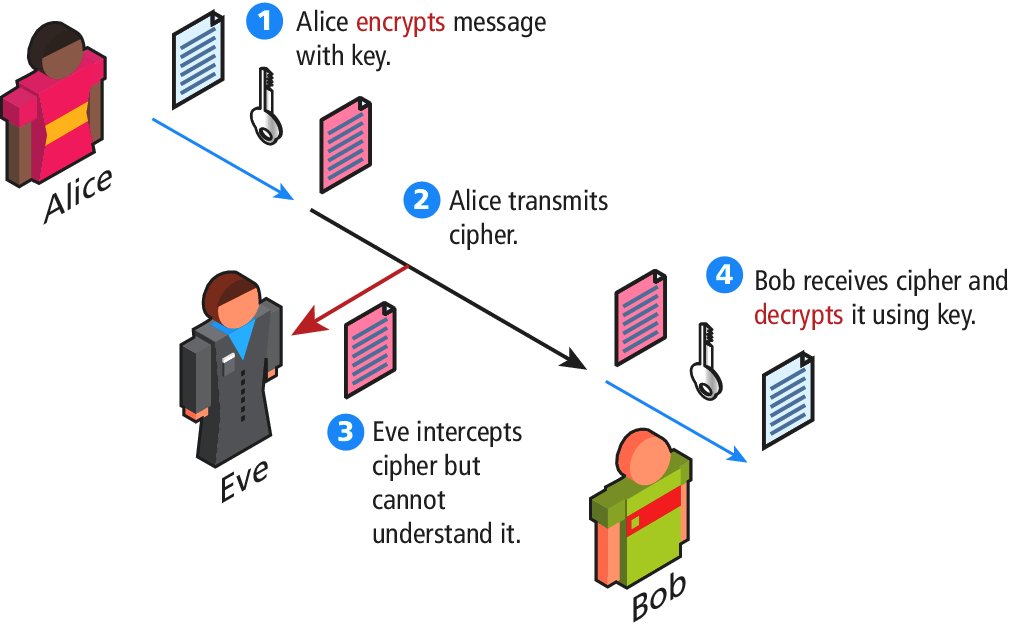 1 Alice encrypts message
with key.
Alice
2 Alice transmits
cipher.
4 Bob receives cipher and
decrypts it using key.
3 Eve intercepts
cipher but
cannot
understand it.
Eve
Bob